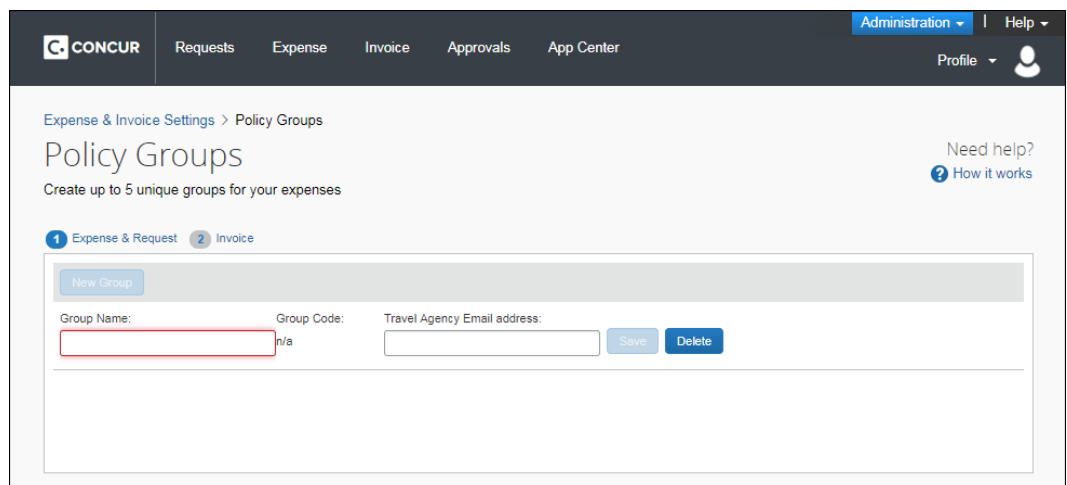 Administration | Help
C. CONCUR Requests Expense Invoice Approvals App Center
Profile
Expense & Invoice Settings > Policy Groups
Policy Groups
Need help?
Create up to 5 unique groups for your expenses
? How it works
1 Expense & Request 2 Invoice
New Group
Group Name: Group Code: Travel Agency Email address:
n/a Save Delete